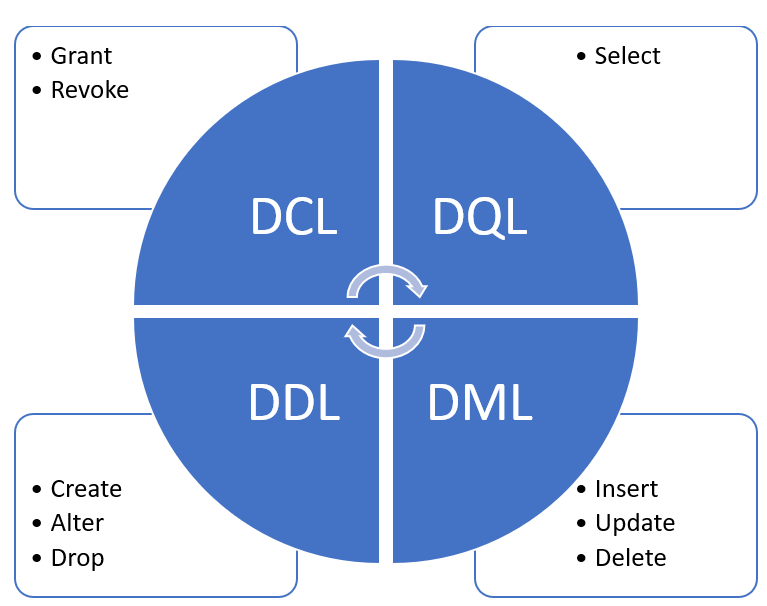 • Grant
• Revoke
• Select
DCL
DQL
DDL
DML
• Create
• Alter
• Drop
• Insert
• Update
• Delete